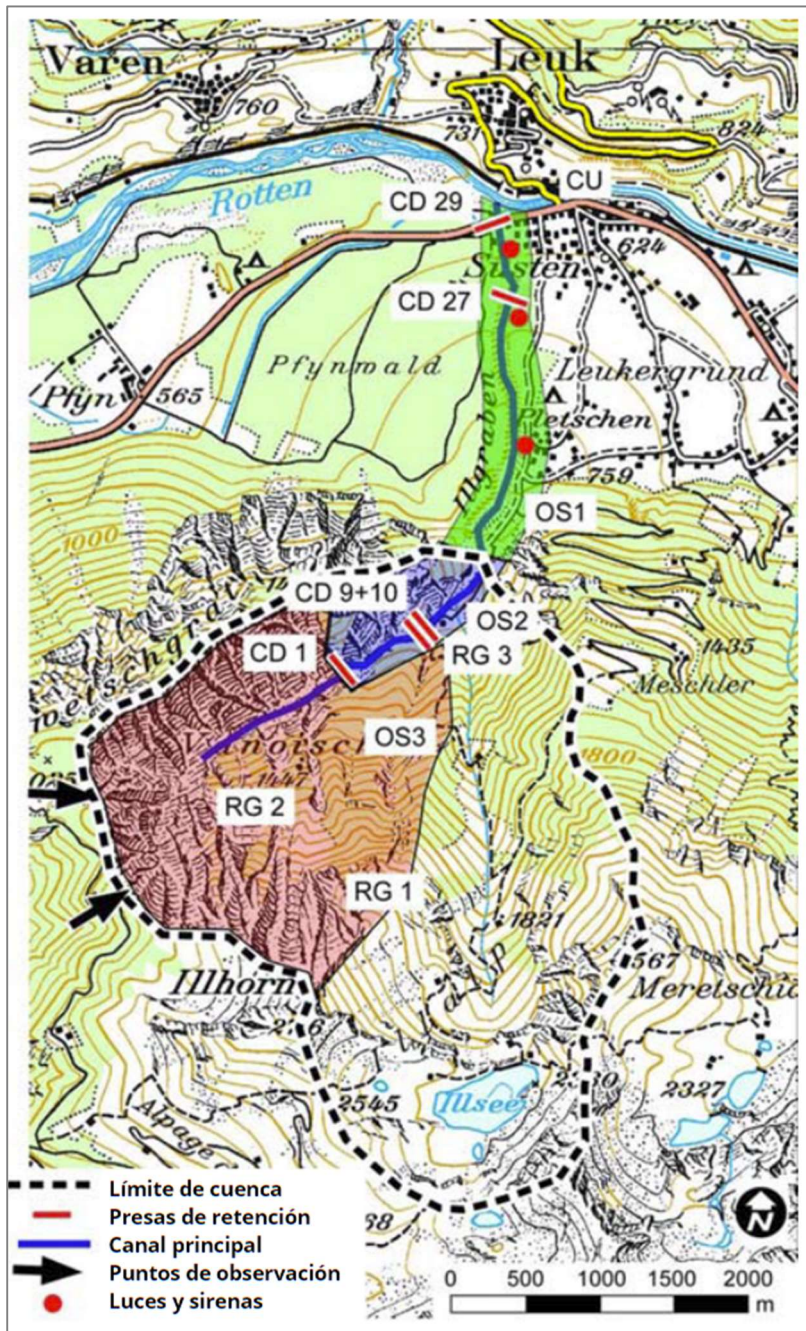 Varen
Leuk
760
731
824
CU
Rotten
CD 29
624
Susten
CD 27
Pfynwald
Leukergrund
Pfyn
565
Pletschen
Illgraben
759
OS1
1000
CD 9+10
OS2
CD 1
RG 3
1435
Meschler
OS3
1800
1447
RG 2
RG 1
1821
Illhorn
2545
Illsee
2327
Alpage
Límite de cuenca
Presas de retención
Canal principal
Puntos de observación
Luces y sirenas
N
0 500 1000 1500 2000
m